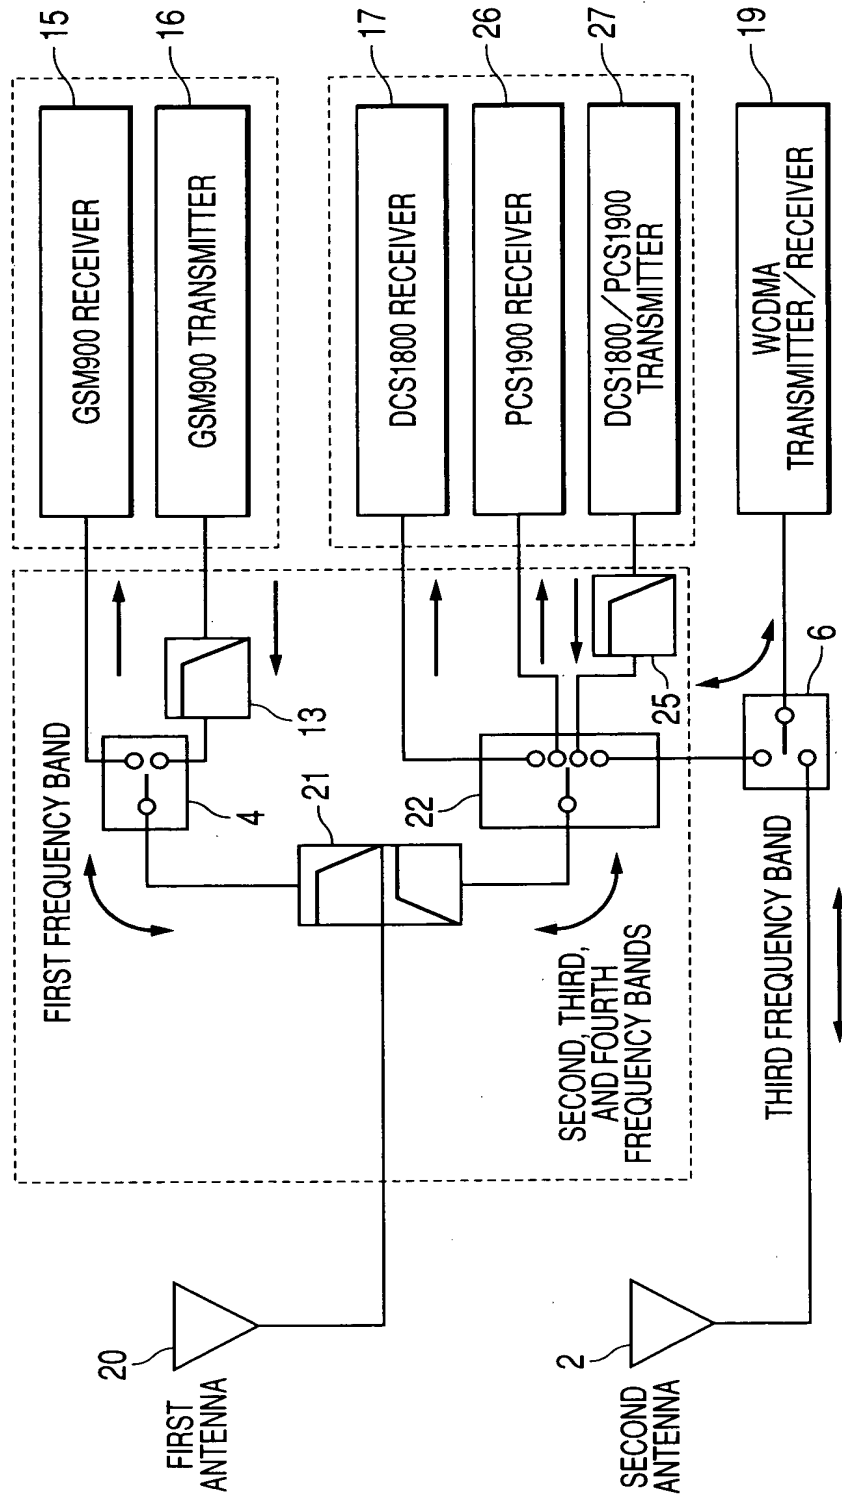 FIRST
ANTENNA
20
SECOND
ANTENNA
2
FIRST FREQUENCY BAND
21
4
13
SECOND, THIRD,
AND FOURTH
FREQUENCY BANDS
22
25
THIRD FREQUENCY BAND
6
GSM900 RECEIVER
15
GSM900 TRANSMITTER
16
DCS1800 RECEIVER
17
PCS1900 RECEIVER
26
DCS1800/PCS1900
TRANSMITTER
27
WCDMA
TRANSMITTER/RECEIVER
19